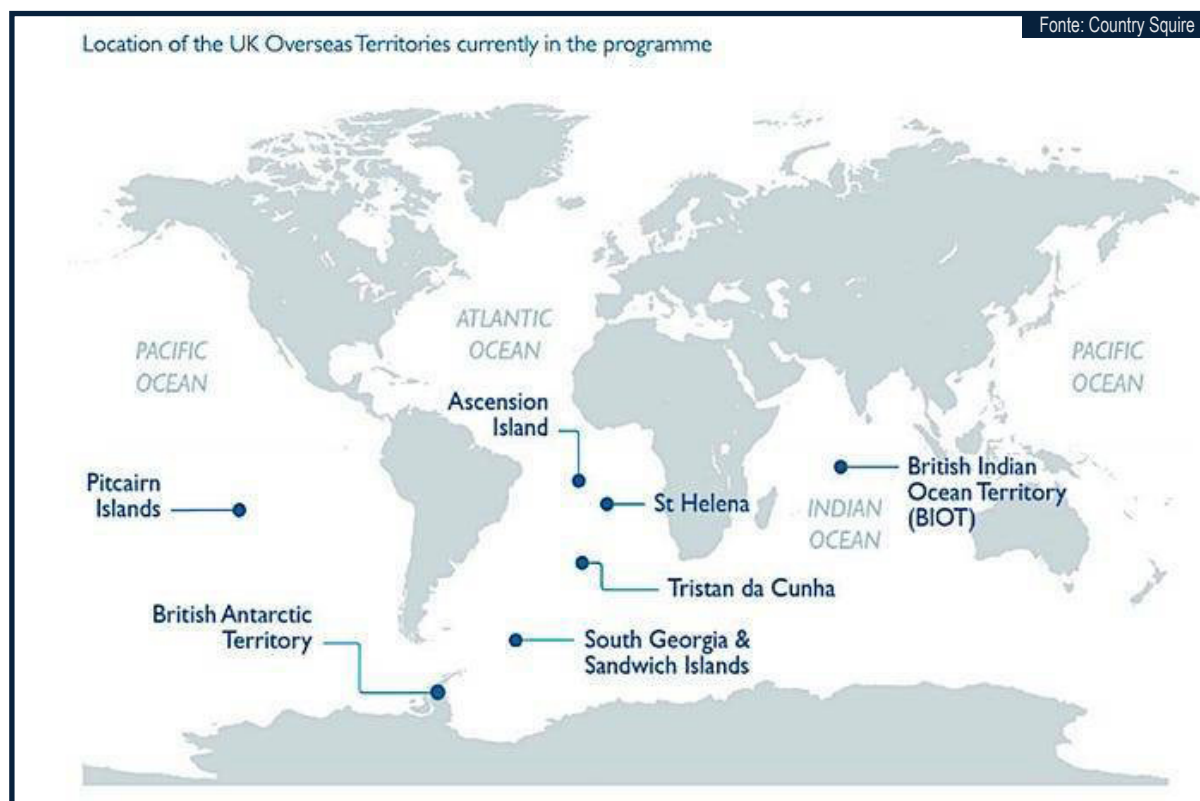 Fonte: Country Squire
Location of the UK Overseas Territories currently in the programme
ATLANTIC
OCEAN
PACIFIC
OCEAN
PACIFIC
OCEAN
Ascension
Island
Pitcairn
Islands
St Helena
British Indian
Ocean Territory
(BIOT)
INDIAN
OCEAN
Tristan da Cunha
British Antarctic
Territory
South Georgia &
Sandwich Islands